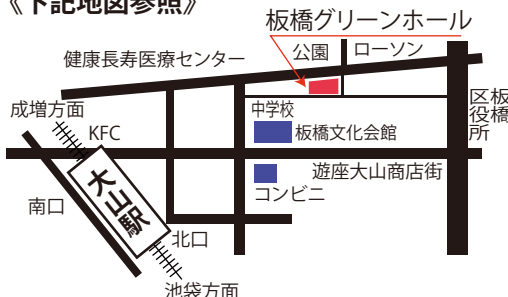 《下記地図参照》
板橋グリーンホール
公園
ローソン
健康長寿医療センター
板橋
区役所
成増方面
KFC
中学校
板橋文化会館
遊座大山商店街
コンビニ
大山駅
南口
北口
池袋方面